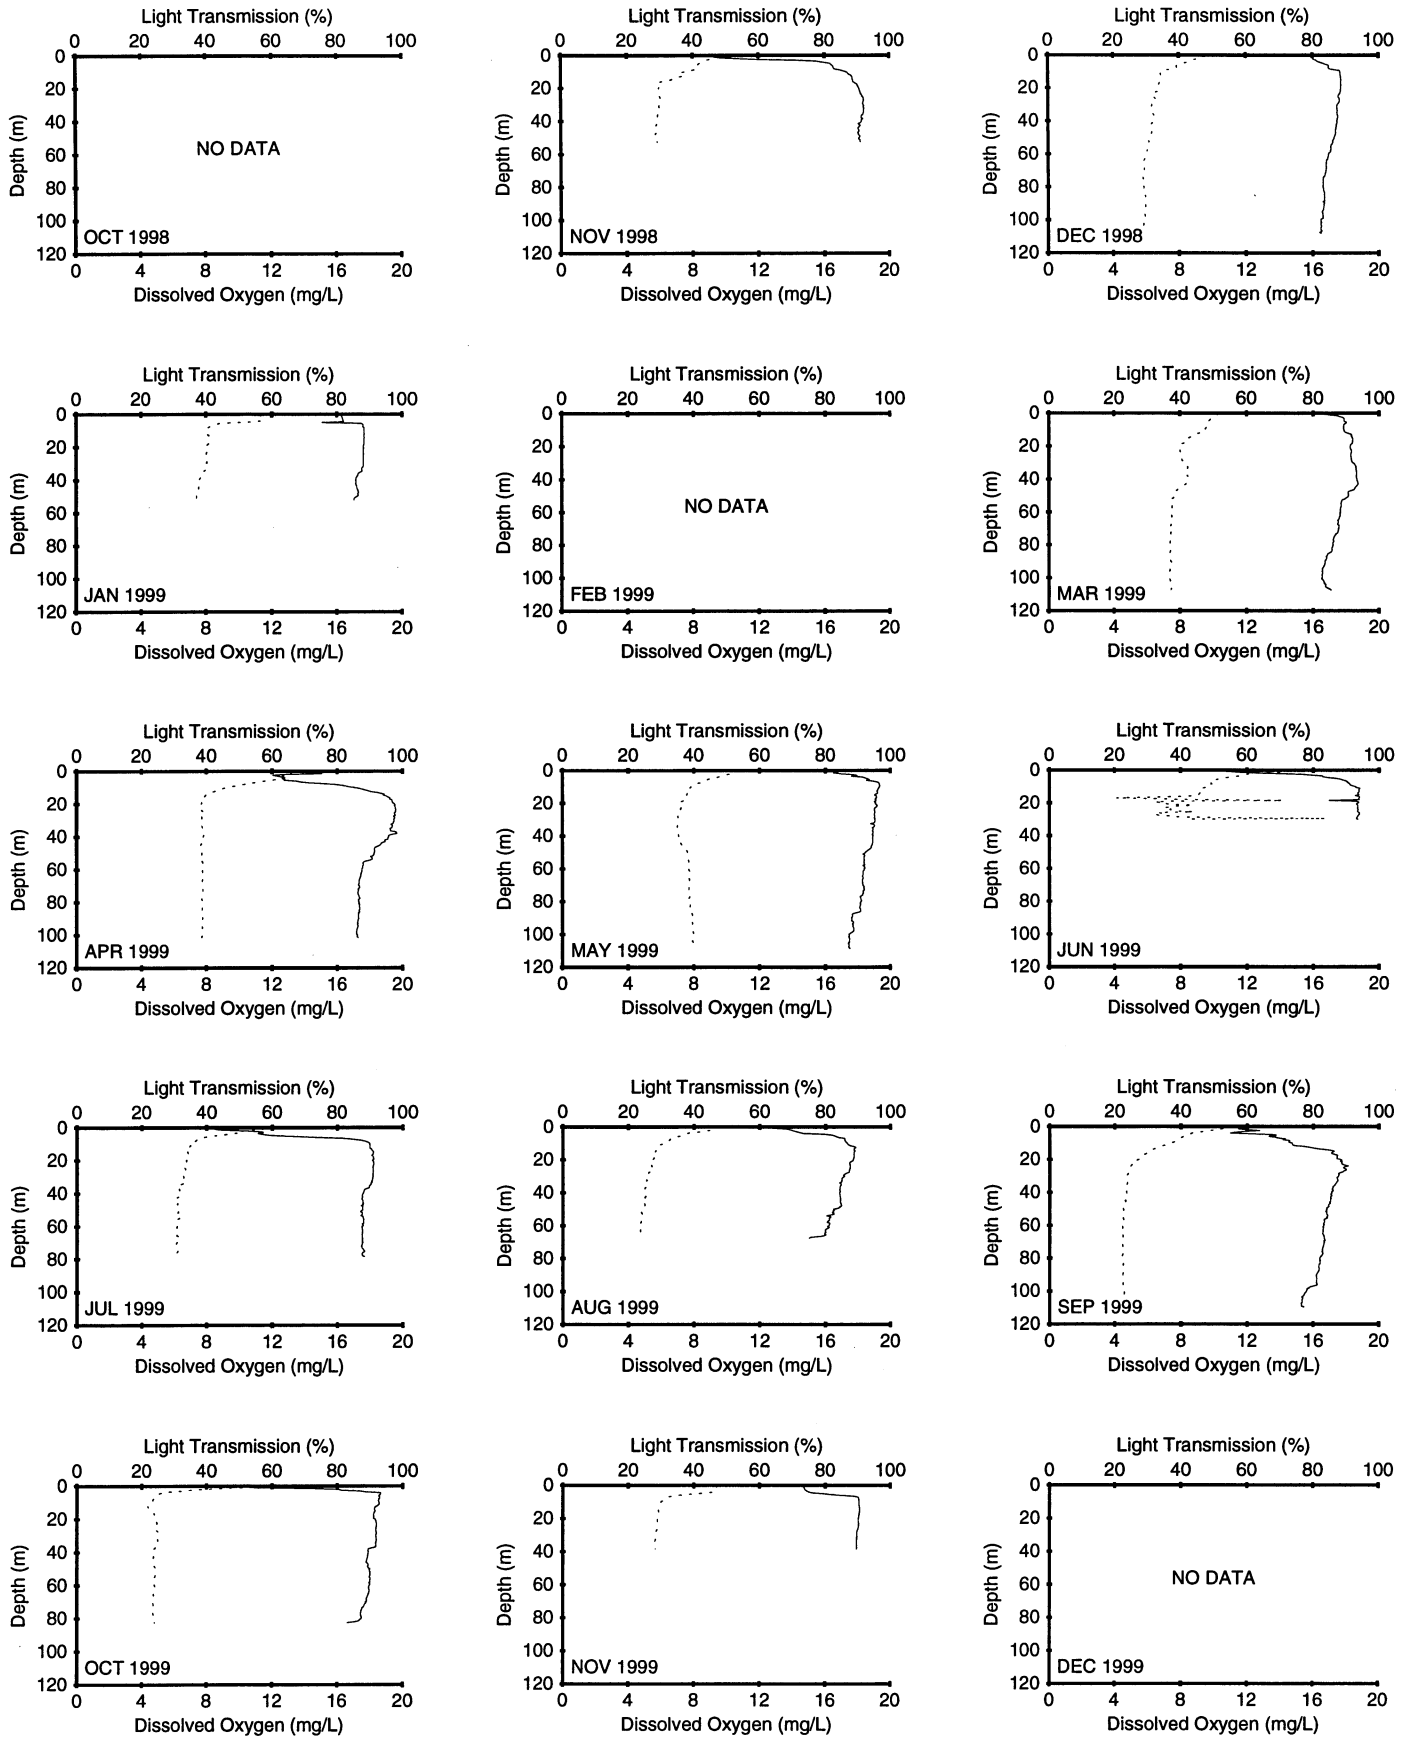 Light Transmission (%) Light Transmission (%) Light Transmission (%)
0 20 40 60 80 100 0 20 40 60 80 100 0 20 40 60 80 100
0 0 0
20 20 20
40 40 40
60 60 60
80 80 80
100 100 100
120 120 120
Depth (m) Depth (m) Depth (m)
NO DATA
OCT 1998 NOV 1998 DEC 1998
0 4 8 12 16 20 0 4 8 12 16 20 0 4 8 12 16 20
Dissolved Oxygen (mg/L) Dissolved Oxygen (mg/L) Dissolved Oxygen (mg/L)
Light Transmission (%) Light Transmission (%) Light Transmission (%)
0 20 40 60 80 100 0 20 40 60 80 100 0 20 40 60 80 100
0 0 0
20 20 20
40 40 40
60 60 60
80 80 80
100 100 100
120 120 120
Depth (m) Depth (m) Depth (m)
NO DATA
JAN 1999 FEB 1999 MAR 1999
0 4 8 12 16 20 0 4 8 12 16 20 0 4 8 12 16 20
Dissolved Oxygen (mg/L) Dissolved Oxygen (mg/L) Dissolved Oxygen (mg/L)
Light Transmission (%) Light Transmission (%) Light Transmission (%)
0 20 40 60 80 100 0 20 40 60 80 100 0 20 40 60 80 100
0 0 0
20 20 20
40 40 40
60 60 60
80 80 80
100 100 100
120 120 120
Depth (m) Depth (m) Depth (m)
APR 1999 MAY 1999 JUN 1999
0 4 8 12 16 20 0 4 8 12 16 20 0 4 8 12 16 20
Dissolved Oxygen (mg/L) Dissolved Oxygen (mg/L) Dissolved Oxygen (mg/L)
Light Transmission (%) Light Transmission (%) Light Transmission (%)
0 20 40 60 80 100 0 20 40 60 80 100 0 20 40 60 80 100
0 0 0
20 20 20
40 40 40
60 60 60
80 80 80
100 100 100
120 120 120
Depth (m) Depth (m) Depth (m)
JUL 1999 AUG 1999 SEP 1999
0 4 8 12 16 20 0 4 8 12 16 20 0 4 8 12 16 20
Dissolved Oxygen (mg/L) Dissolved Oxygen (mg/L) Dissolved Oxygen (mg/L)
Light Transmission (%) Light Transmission (%) Light Transmission (%)
0 20 40 60 80 100 0 20 40 60 80 100 0 20 40 60 80 100
0 0 0
20 20 20
40 40 40
60 60 60
80 80 80
100 100 100
120 120 120
Depth (m) Depth (m) Depth (m)
NO DATA
OCT 1999 NOV 1999 DEC 1999
0 4 8 12 16 20 0 4 8 12 16 20 0 4 8 12 16 20
Dissolved Oxygen (mg/L) Dissolved Oxygen (mg/L) Dissolved Oxygen (mg/L)